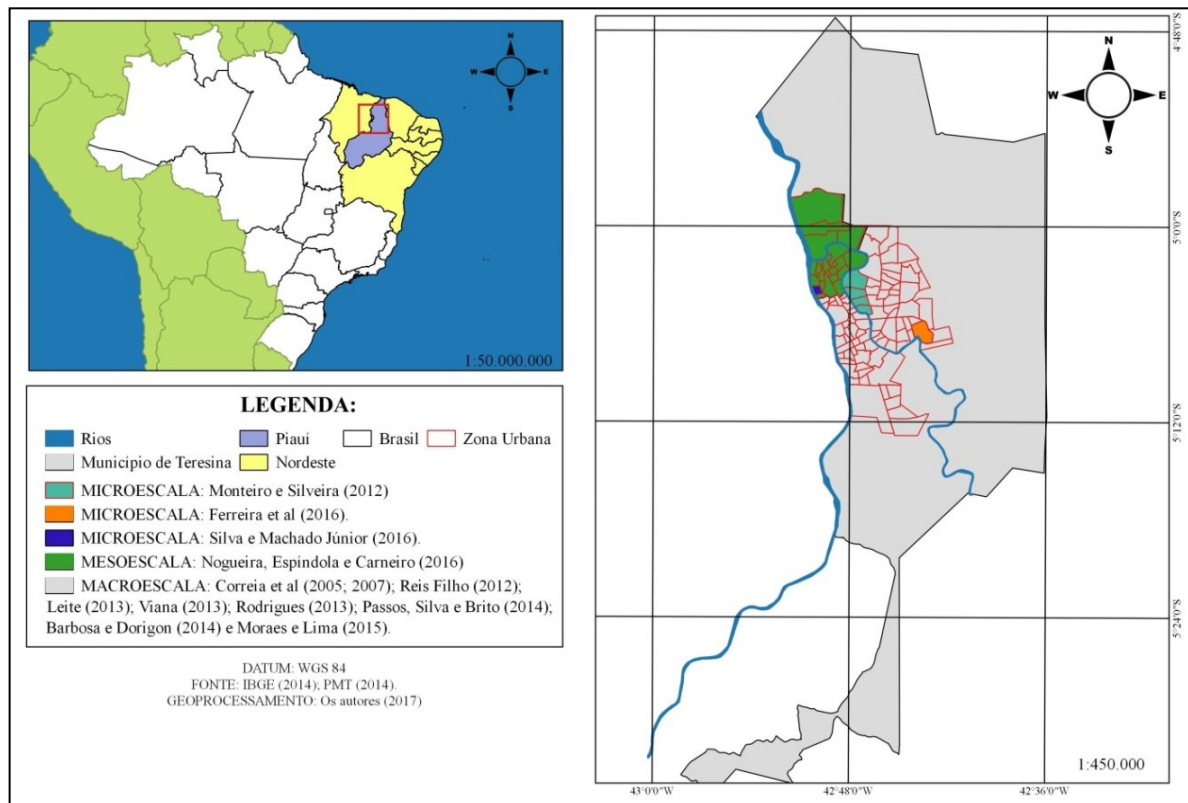 N
W E
S
1:50.000.000
LEGENDA:
Rios Piauí Brasil Zona Urbana
Municipio de Teresina Nordeste
MICROESCALA: Monteiro e Silveira (2012)
MICROESCALA: Ferreira et al (2016).
MICROESCALA: Silva e Machado Júnior (2016).
MESOESCALA: Nogueira, Espíndola e Carneiro (2016)
MACROESCALA: Correia et al (2005; 2007); Reis Filho (2012);
Leite (2013); Viana (2013); Rodrigues (2013); Passos, Silva e Brito (2014);
Barbosa e Dorigon (2014) e Moraes e Lima (2015).
DATUM: WGS 84
FONTE: IBGE (2014); PMT (2014).
GEOPROCESSAMENTO: Os autores (2017)
N
W E
S
4°48'0"S
5°0'0"S
5°12'0"S
5°24'0"S
1:450.000
43°0'0"W 42°48'0"W 42°36'0"W